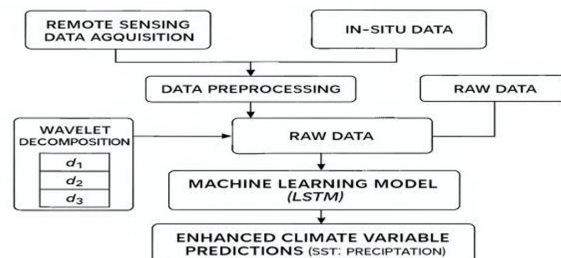 REMOTE SENSING
DATA AGQUISITION
IN-SITU DATA
DATA PREPROCESSING
RAW DATA
WAVELET
DECOMPOSITION
d1
d2
d3
RAW DATA
MACHINE LEARNING MODEL
(LSTM)
ENHANCED CLIMATE VARIABLE
PREDICTIONS (SST: PRECIPTATION)